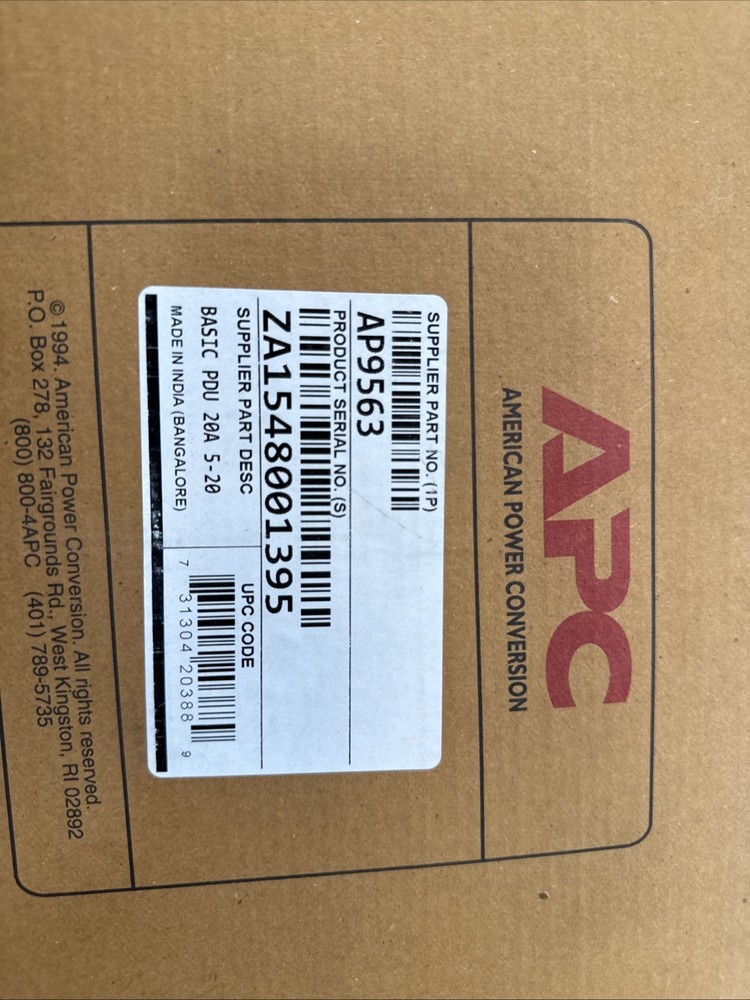 APC
AMERICAN POWER CONVERSION
SUPPLIER PART NO. (1P)
AP9563
PRODUCT SERIAL NO. (S)
ZA1548001395
SUPPLIER PART DESC
BASIC PDU 20A 5-20
MADE IN INDIA (BANGALORE)
UPC CODE
7 31304 20388 9
© 1994. American Power Conversion. All rights reserved.
P.O. Box 278, 132 Fairgrounds Rd., West Kingston, RI 02892
(800) 800-4APC (401) 789-5735